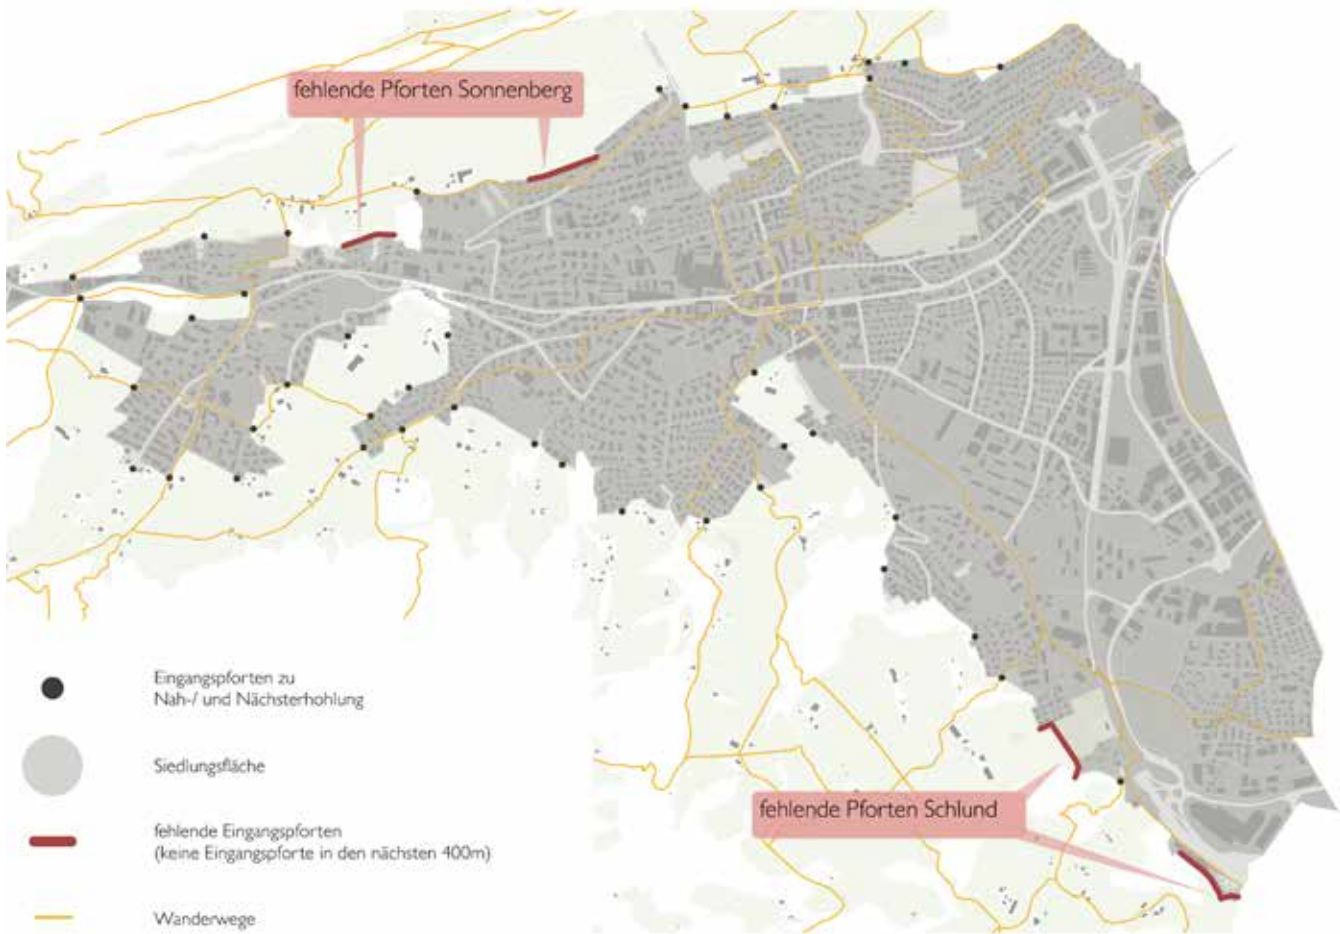 fehlende Pforten Sonnenberg
Eingangspforten zu
Nah-/ und Nächsterhohlung
Siedlungsfläche
fehlende Pforten Schlund
fehlende Eingangspforten
(keine Eingangspforte in den nächsten 400m)
Wanderwege